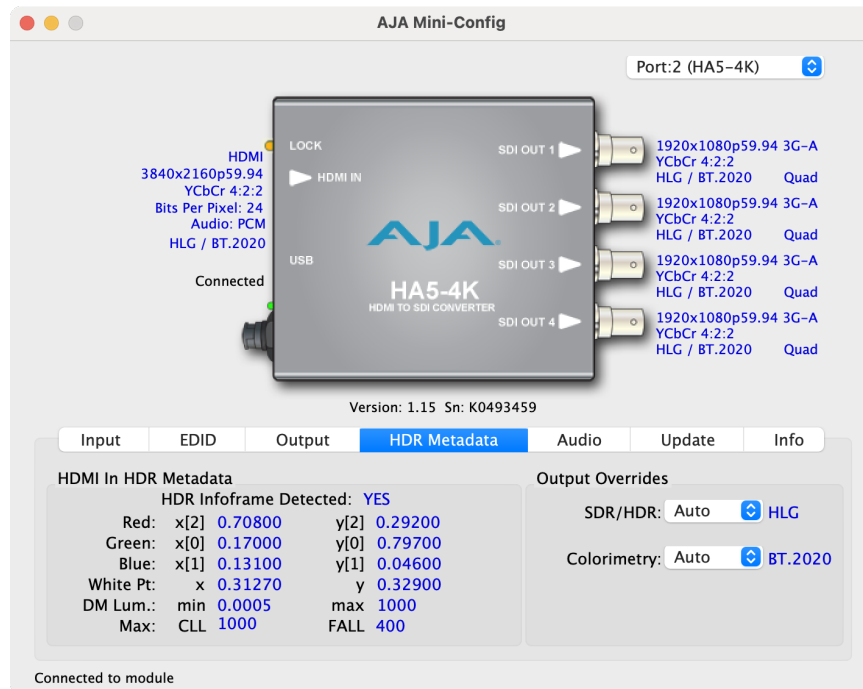 AJA Mini-Config
Port:2 (HA5-4K)
HDMI
3840x2160p59.94
YCbCr 4:2:2
Bits Per Pixel: 24
Audio: PCM
HLG / BT.2020
Connected
LOCK
HDMI IN
USB
AJA
HA5-4K
HDMI TO SDI CONVERTER
SDI OUT 1
SDI OUT 2
SDI OUT 3
SDI OUT 4
1920x1080p59.94 3G-A
YCbCr 4:2:2
HLG / BT.2020 Quad
1920x1080p59.94 3G-A
YCbCr 4:2:2
HLG / BT.2020 Quad
1920x1080p59.94 3G-A
YCbCr 4:2:2
HLG / BT.2020 Quad
1920x1080p59.94 3G-A
YCbCr 4:2:2
HLG / BT.2020 Quad
Version: 1.15 Sn: K0493459
Input EDID Output HDR Metadata Audio Update Info
HDMI In HDR Metadata
HDR Infoframe Detected: YES
Red: x[2] 0.70800 y[2] 0.29200
Green: x[0] 0.17000 y[0] 0.79700
Blue: x[1] 0.13100 y[1] 0.04600
White Pt: x 0.31270 y 0.32900
DM Lum.: min 0.0005 max 1000
Max: CLL 1000 FALL 400
Output Overrides
SDR/HDR: Auto HLG
Colorimetry: Auto BT.2020
Connected to module